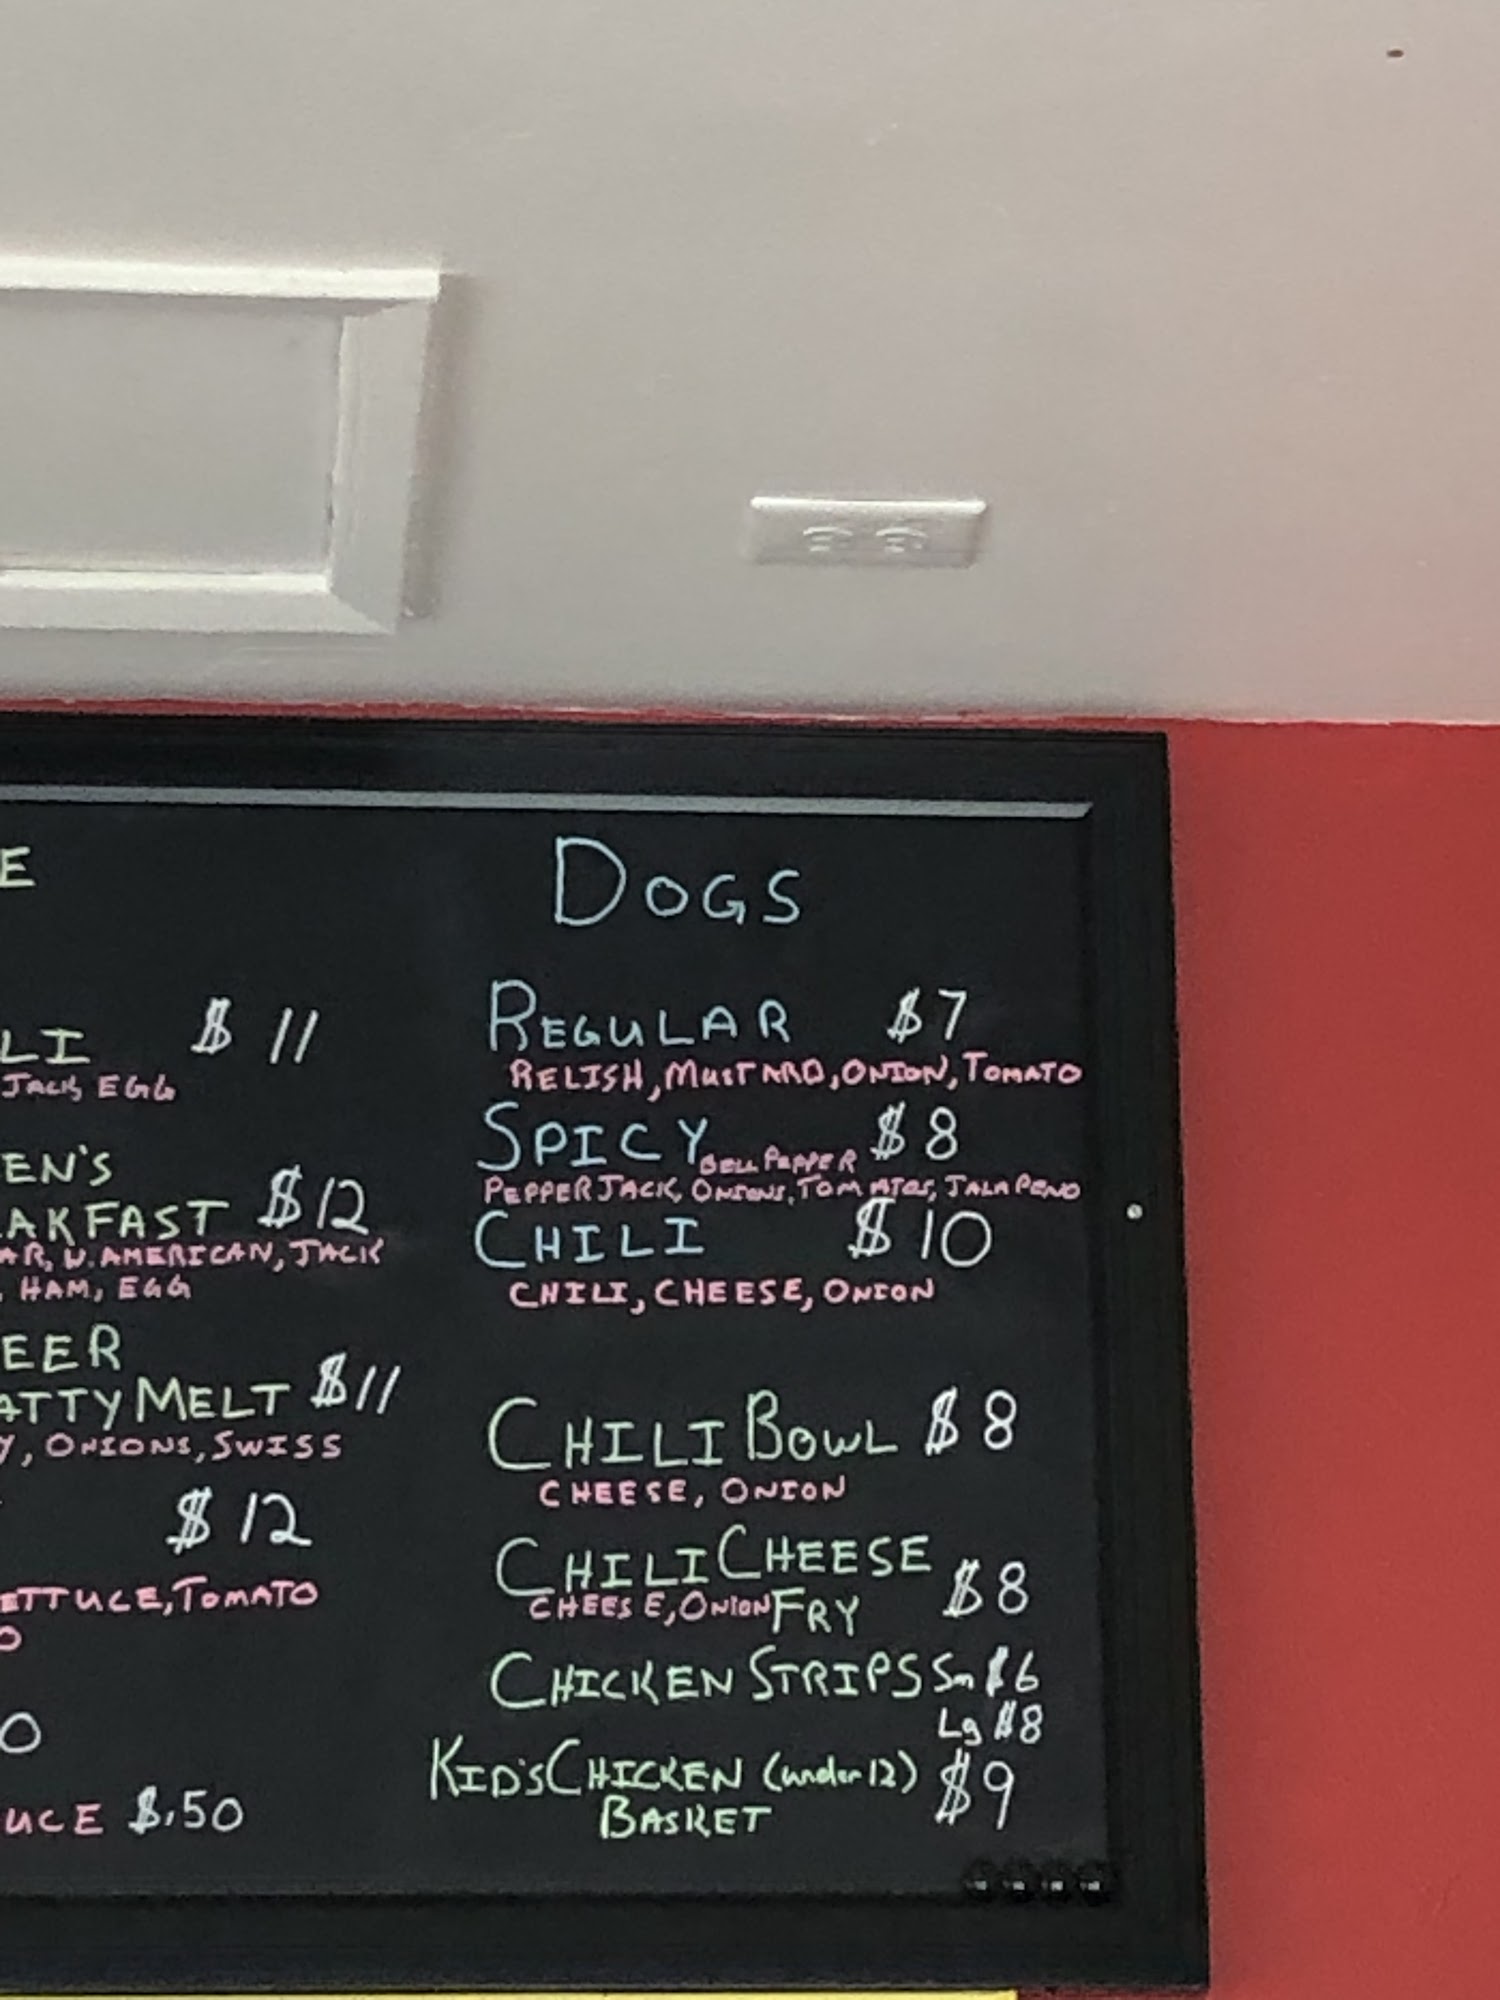 E
LI $11
JACK, EGG
EN'S
AKFAST $12
AR, W. AMERICAN, JACK
, HAM, EGG
EER
ATTY MELT $11
Y, ONIONS, SWISS
$12
ETTUCE, TOMATO
O
0
UCE $.50
DOGS
REGULAR $7
RELISH, MUSTARD, ONION, TOMATO
SPICY BELL PEPPER $8
PEPPER JACK, ONIONS, TOMATOS, JALAPENO
CHILI $10
CHILI, CHEESE, ONION
CHILI BOWL $8
CHEESE, ONION
CHILI CHEESE
CHEESE, ONION FRY $8
CHICKEN STRIPS Sm $6
Lg $8
KID'S CHICKEN (under 12) $9
BASKET